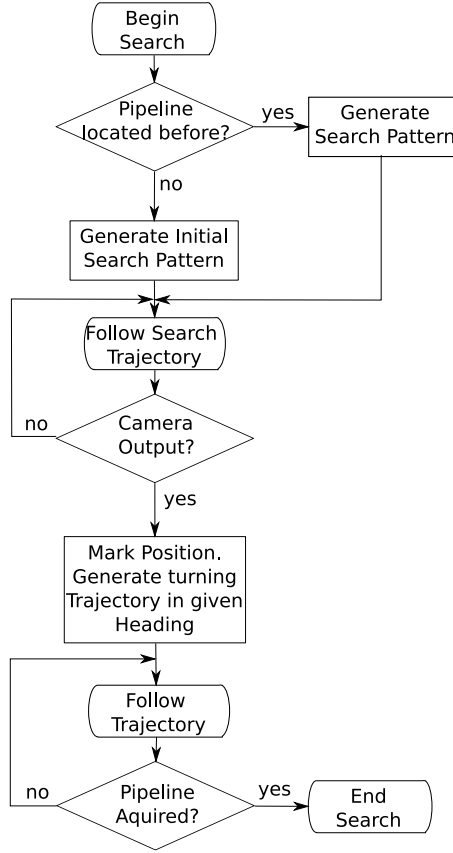 Begin
Search
Pipeline
located before?
yes
Generate
Search Pattern
no
Generate Initial
Search Pattern
Follow Search
Trajectory
no
Camera
Output?
yes
Mark Position.
Generate turning
Trajectory in given
Heading
Follow
Trajectory
no
Pipeline
Aquired?
yes
End
Search